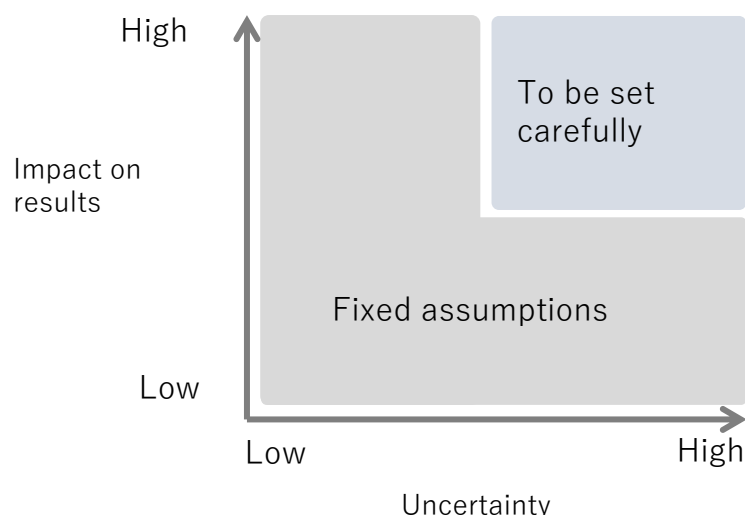 High
To be set
carefully
Impact on
results
Fixed assumptions
Low
Low
High
Uncertainty